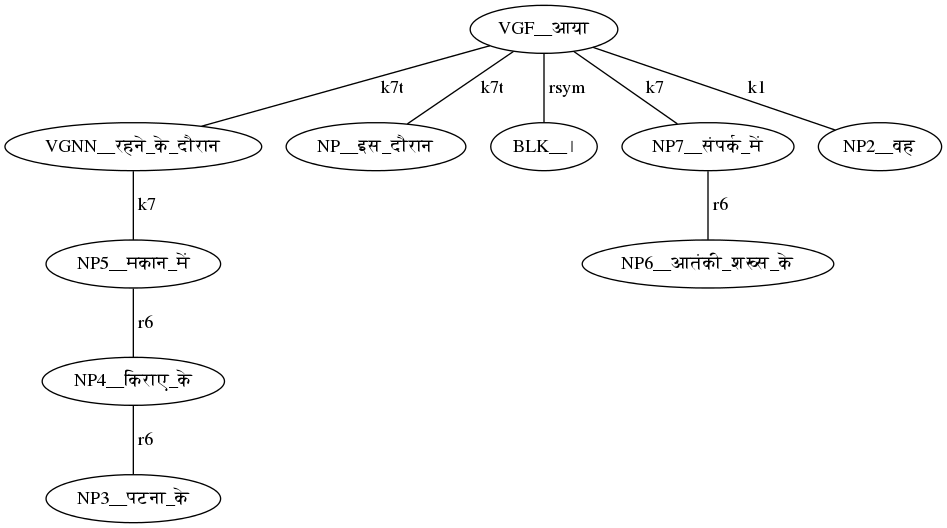 VGF__आया
k7t k7t rsym k7 k1
VGNN__रहने_के_दौरान NP__इस_दौरान BLK__। NP7__संपर्क_में NP2__वह
k7 r6
NP5__मकान_में NP6__आतंकी_शख्स_के
r6
NP4__किराए_के
r6
NP3__पटना_के